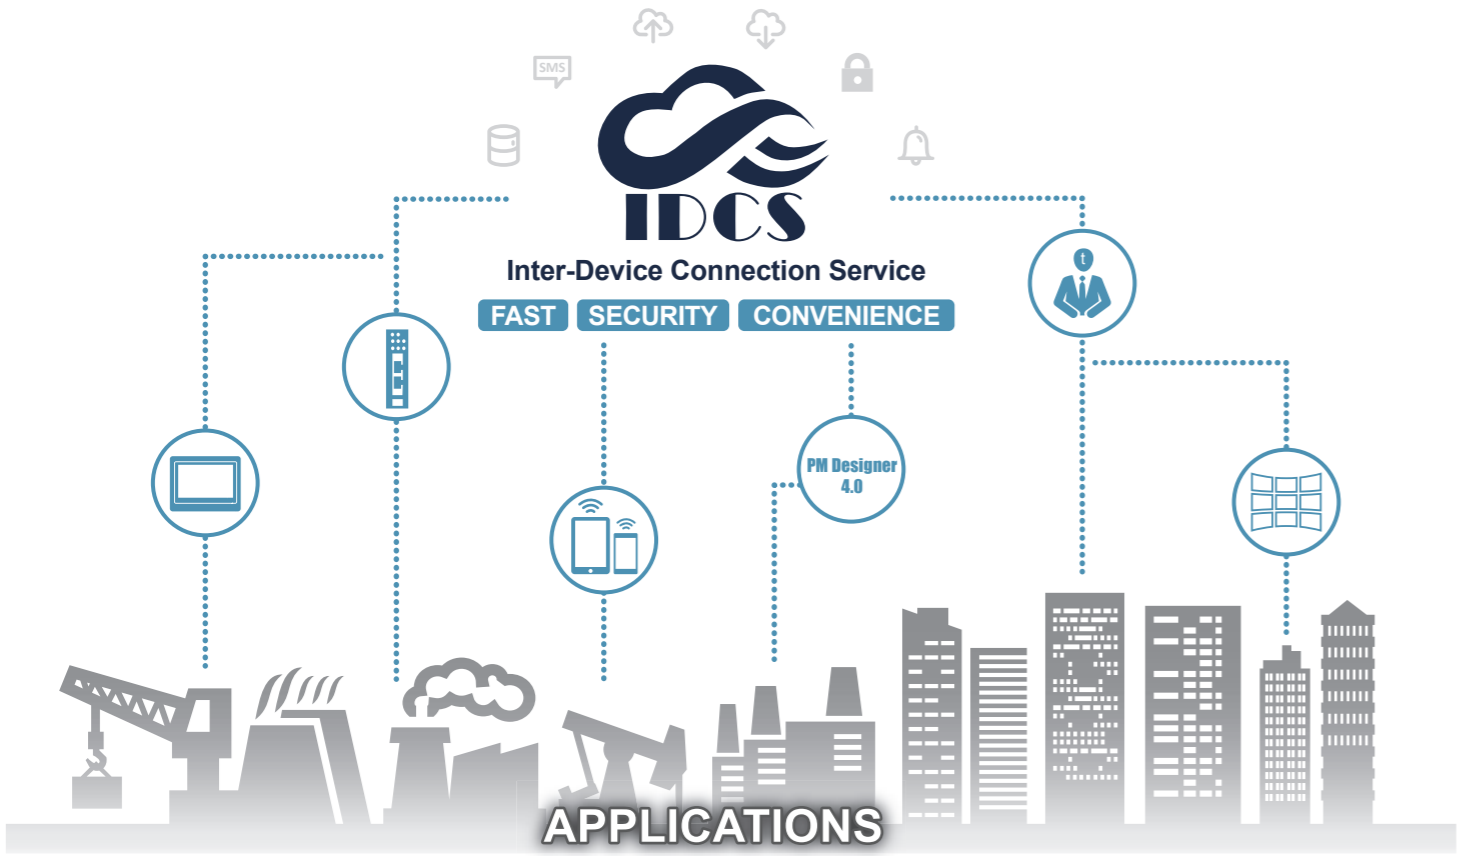 SMS
IDCS
Inter-Device Connection Service
FAST SECURITY CONVENIENCE
t
PM Designer
4.0
APPLICATIONS